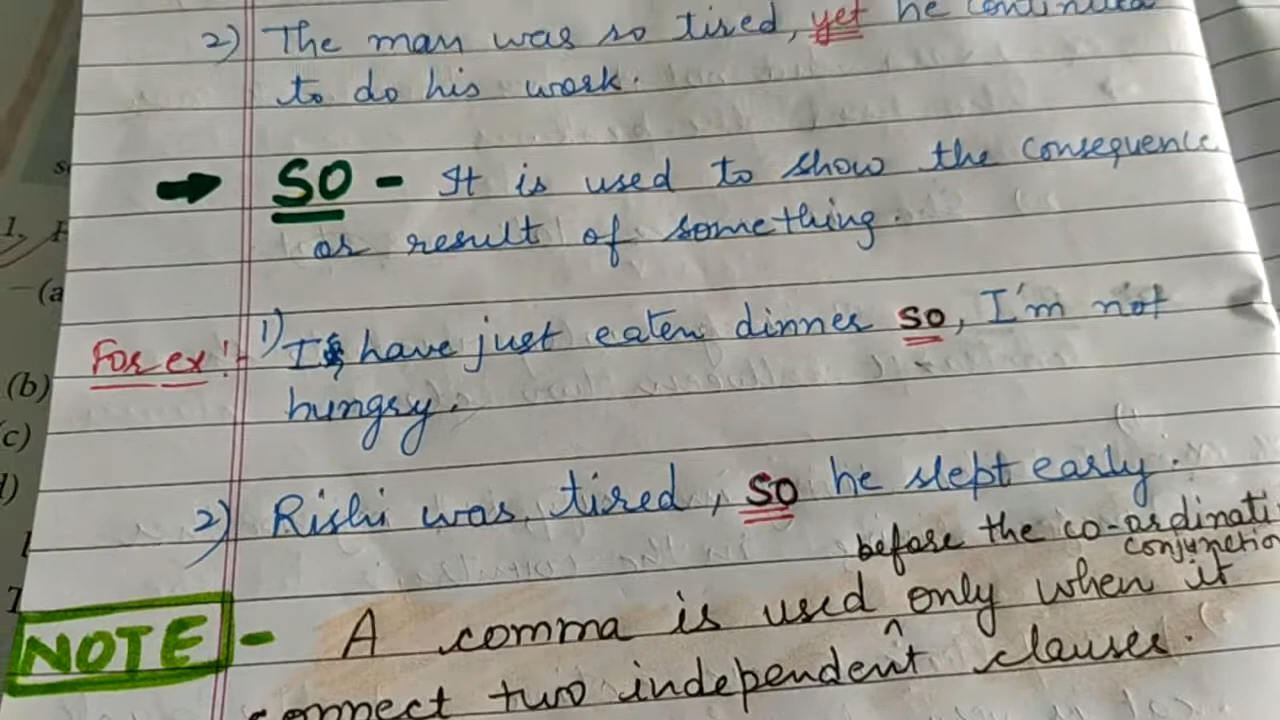 2) The man was so tired, yet he continued
to do his work.
→ SO - It is used to show the consequence
or result of something.
For ex:- 1) I have just eaten dinner so, I'm not
hungry.
2) Rishi was tired, so he slept early.
before the co-ordinati
conjunctio
NOTE - A comma is used ^ only when it
connect two independent clauses.
1.
(a
(b)
(c)